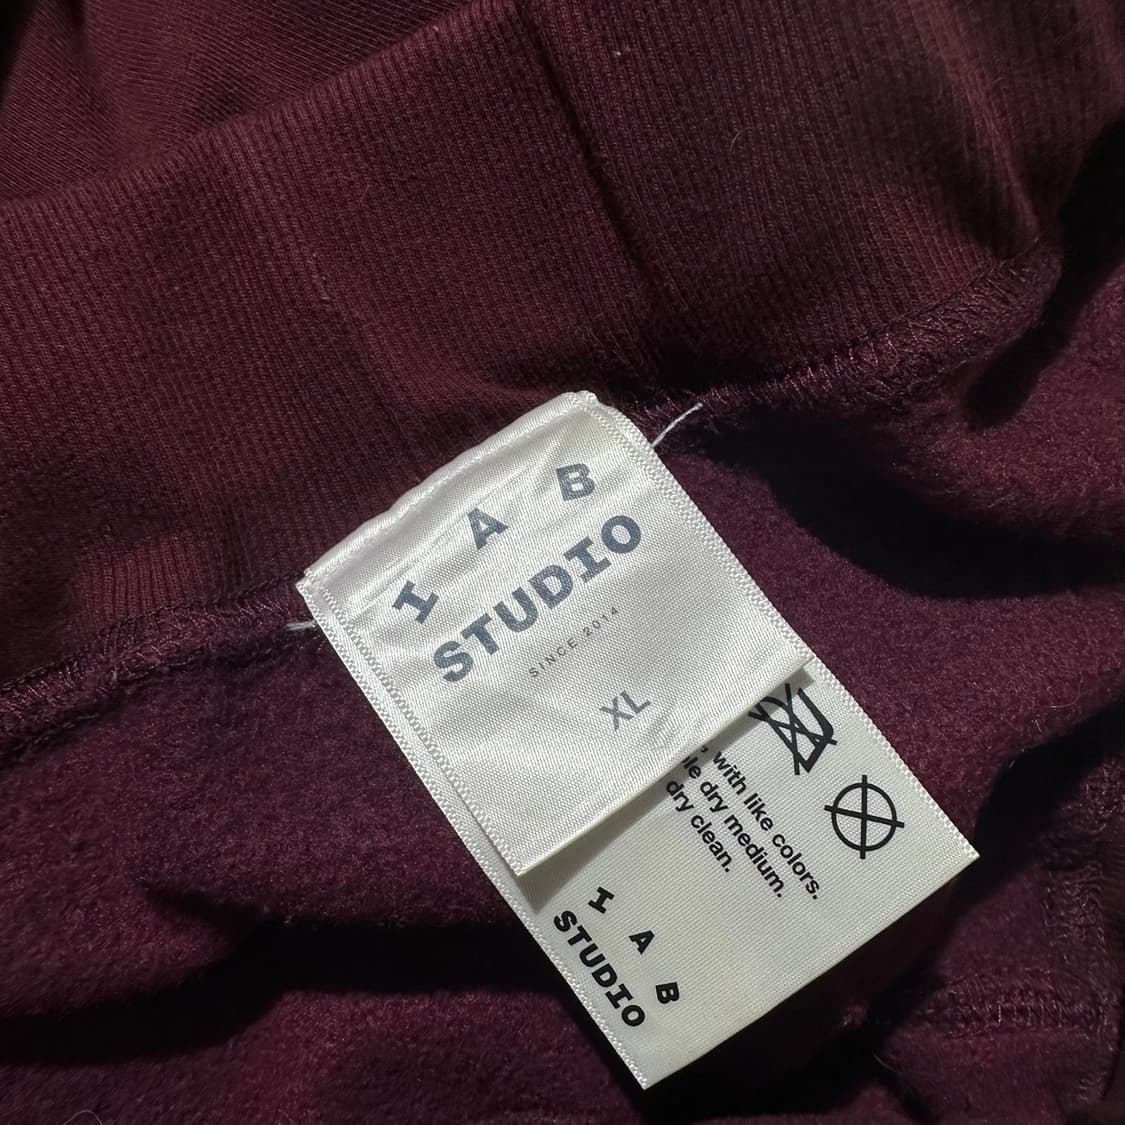 I A B
STUDIO
SINCE 2014
XL
, with like colors.
le dry medium.
dry clean.
I A B
STUDIO